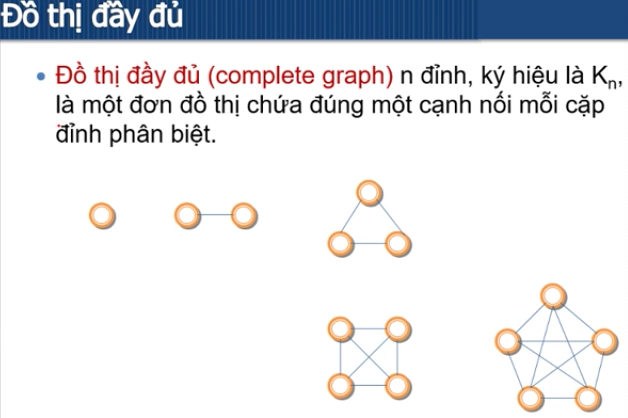 Đồ thị đầy đủ
• Đồ thị đầy đủ (complete graph) n đỉnh, ký hiệu là Kₙ,
là một đơn đồ thị chứa đúng một cạnh nối mỗi cặp
đỉnh phân biệt.